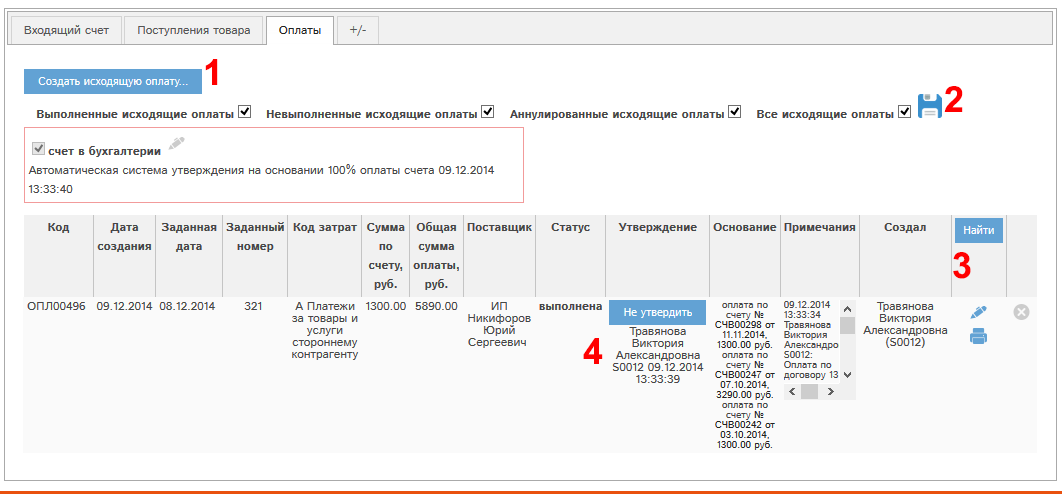 Входящий счет Поступления товара Оплаты +/-
Создать исходящую оплату... 1
Выполненные исходящие оплаты Невыполненные исходящие оплаты Аннулированные исходящие оплаты Все исходящие оплаты 2
счет в бухгалтерии
Автоматическая система утверждения на основании 100% оплаты счета 09.12.2014
13:33:40
Код Дата создания Заданная дата Заданный номер Код затрат Сумма по счету, руб. Общая сумма оплаты, руб. Поставщик Статус Утверждение Основание Примечания Создал Найти
3
ОПЛ00496 09.12.2014 08.12.2014 321
А Платежи
за товары и
услуги
стороннему
контрагенту
1300.00 5890.00
ИП
Никифоров
Юрий
Сергеевич
выполнена
Не утвердить
4
Травянова
Виктория
Александровна
S0012 09.12.2014
13:33:39
оплата по
счету №
СЧВ00298 от
11.11.2014,
1300.00 руб.
оплата по
счету №
СЧВ00247 от
07.10.2014,
3290.00 руб.
оплата по
счету №
СЧВ00242 от
03.10.2014,
1300.00 руб.
09.12.2014
13:33:34
Травянова
Виктория
Александро
S0012:
Оплата по
договору 13
Травянова
Виктория
Александровна
(S0012)